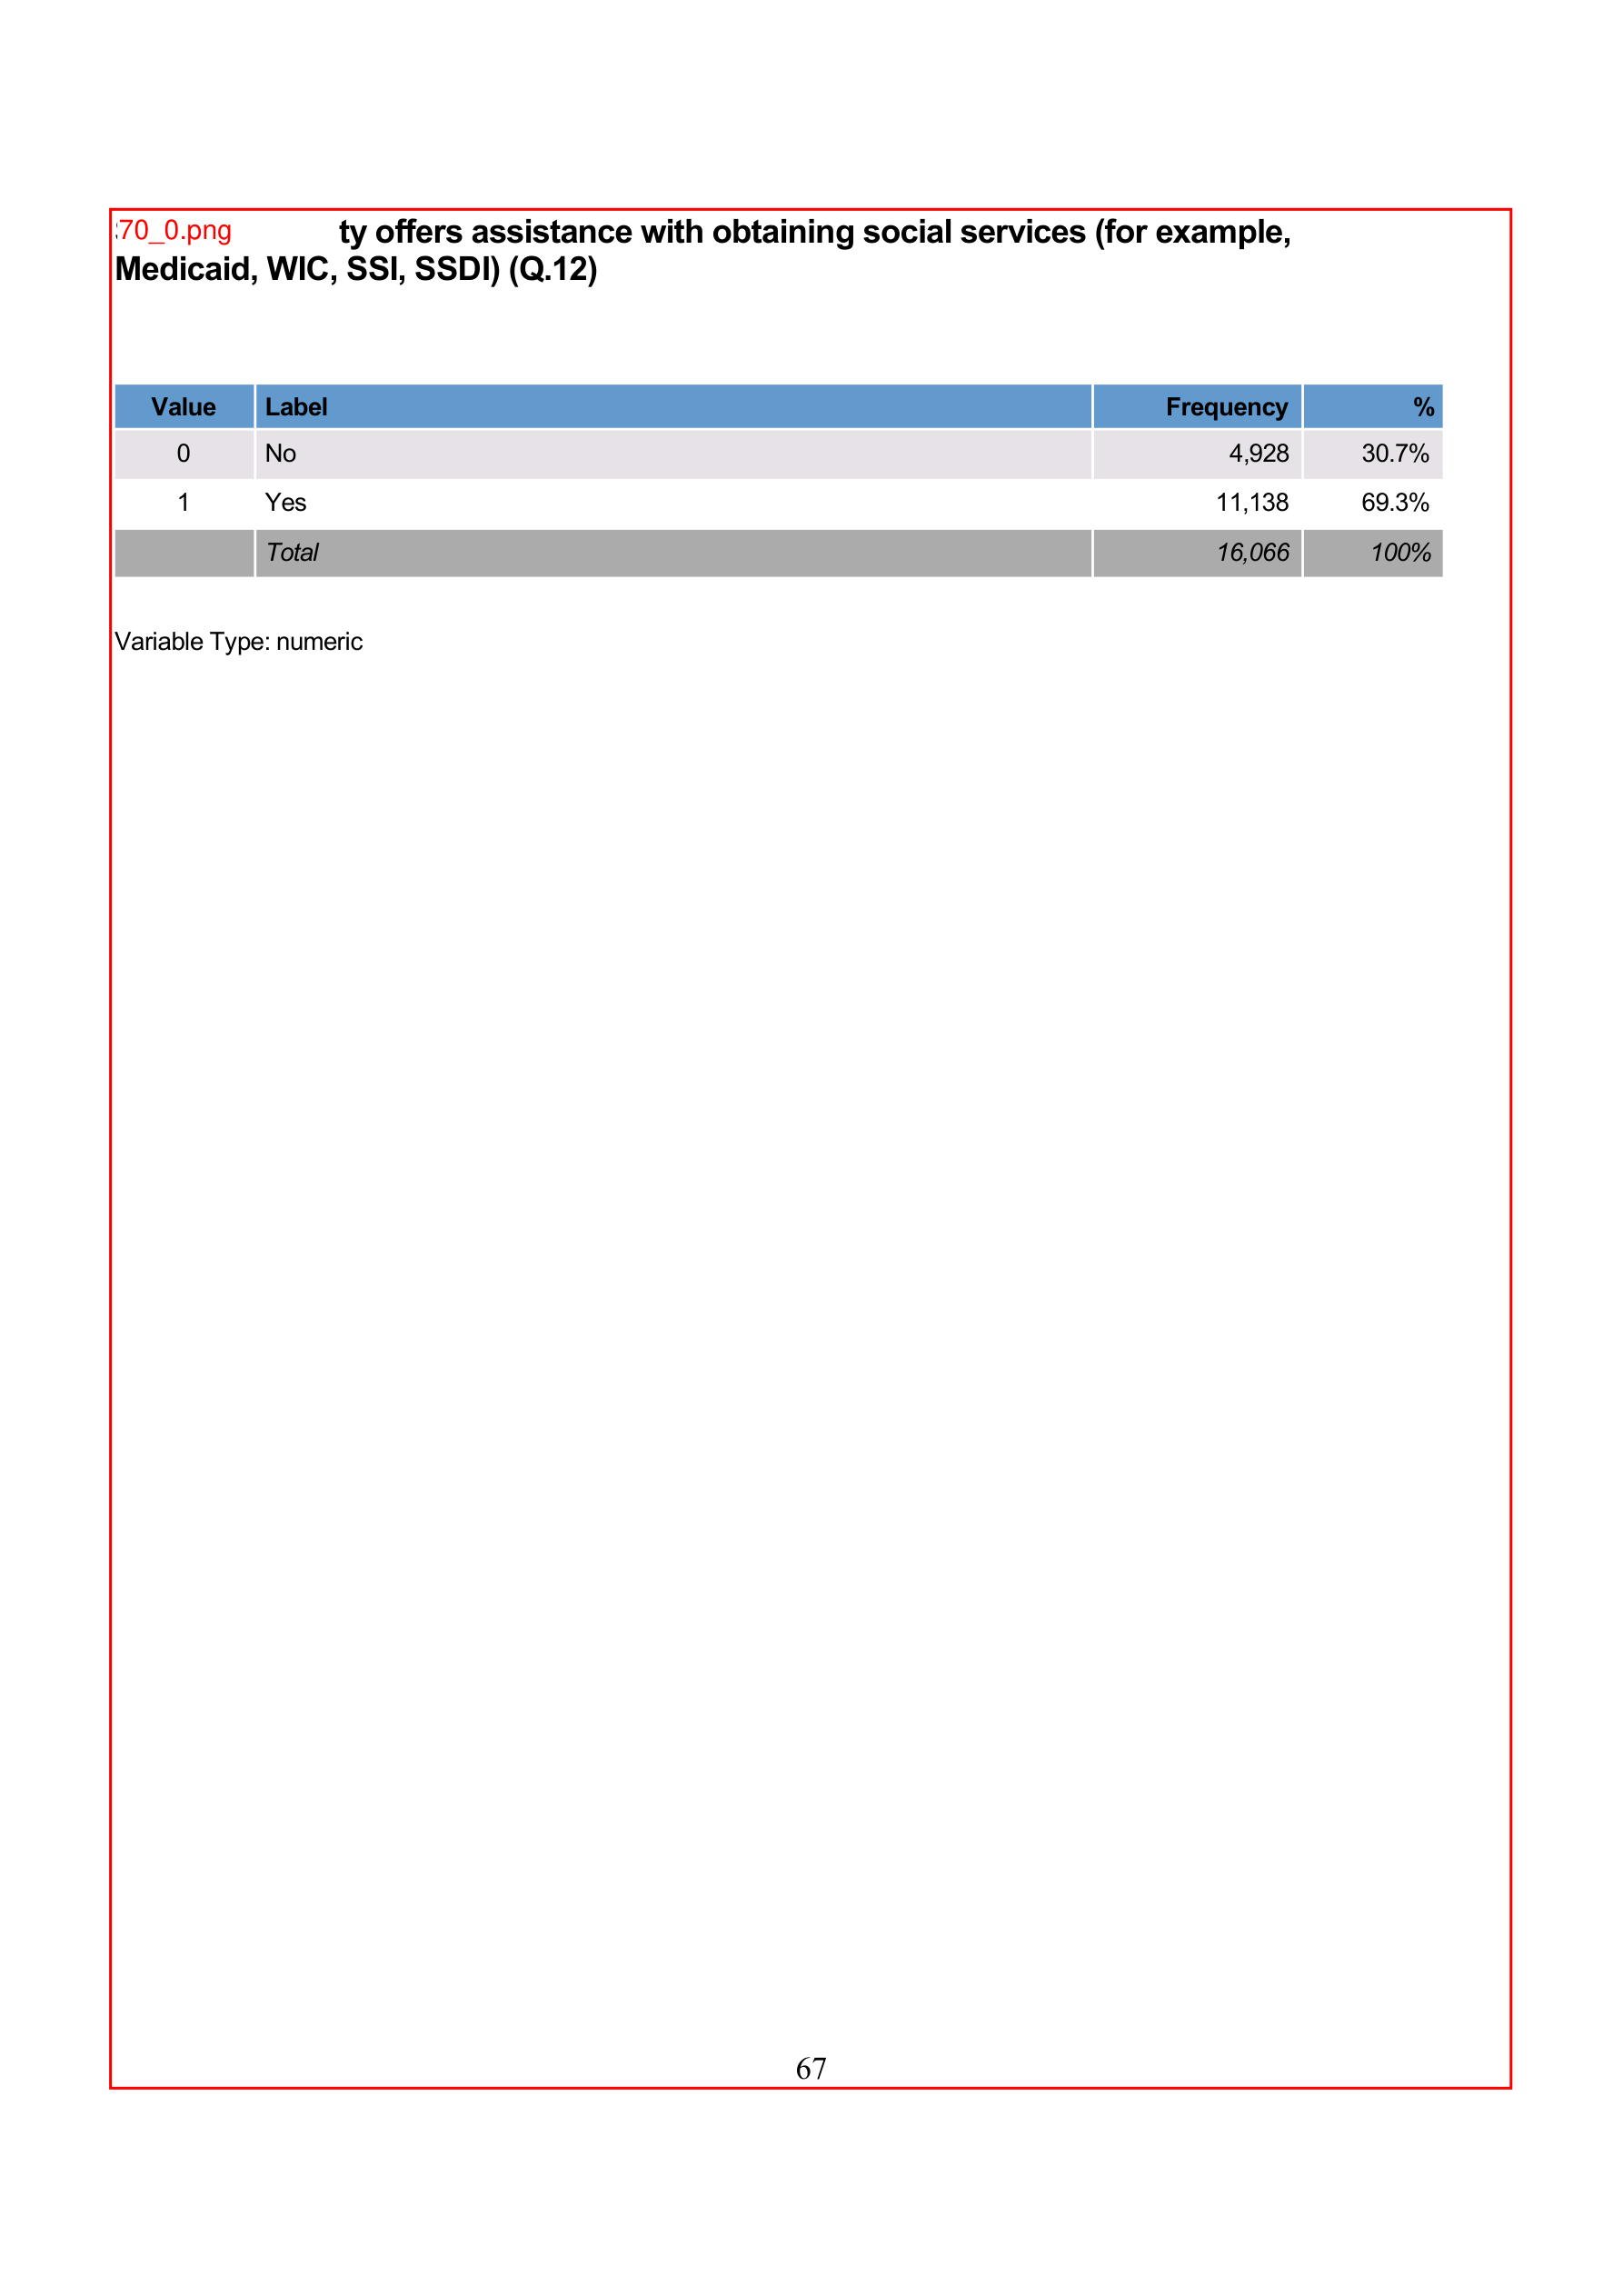 70_0.png ty offers assistance with obtaining social services (for example,
Medicaid, WIC, SSI, SSDI) (Q.12)
Value Label Frequency %
0 No 4,928 30.7%
1 Yes 11,138 69.3%
Total 16,066 100%
Variable Type: numeric
67